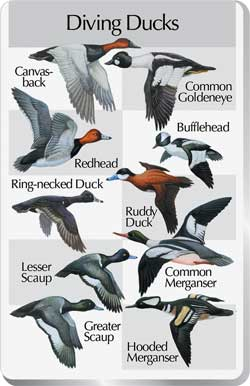 Diving Ducks
Canvas-
back
Common
Goldeneye
Bufflehead
Redhead
Ring-necked Duck
Ruddy
Duck
Lesser
Scaup
Common
Merganser
Greater
Scaup
Hooded
Merganser